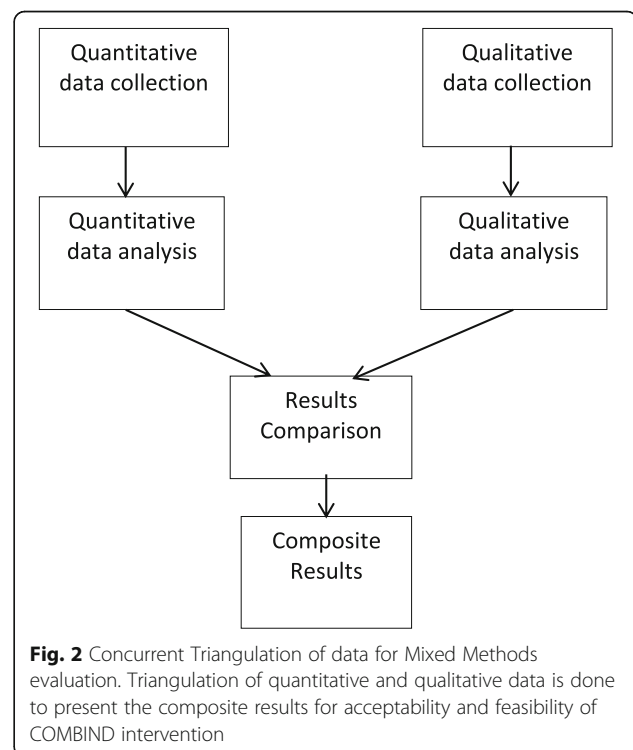 Quantitative
data collection
Qualitative
data collection
Quantitative
data analysis
Qualitative
data analysis
Results
Comparison
Composite
Results
Fig. 2 Concurrent Triangulation of data for Mixed Methods
evaluation. Triangulation of quantitative and qualitative data is done
to present the composite results for acceptability and feasibility of
COMBIND intervention